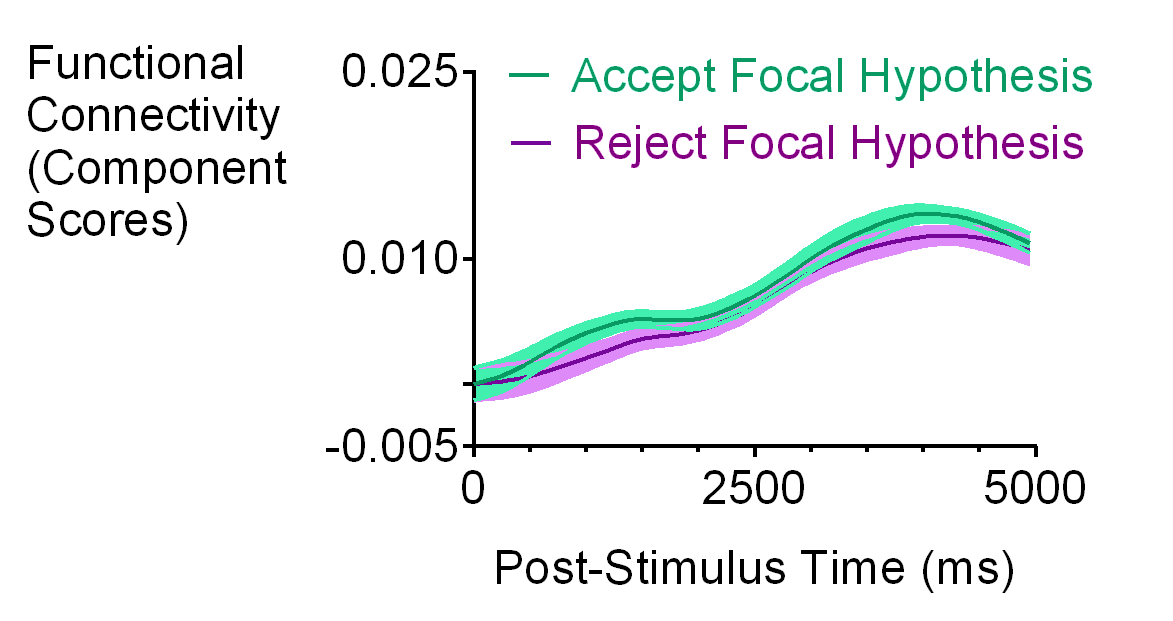 Functional
Connectivity
(Component
Scores)
0.025
0.010
-0.005
Accept Focal Hypothesis
Reject Focal Hypothesis
0
2500
5000
Post-Stimulus Time (ms)